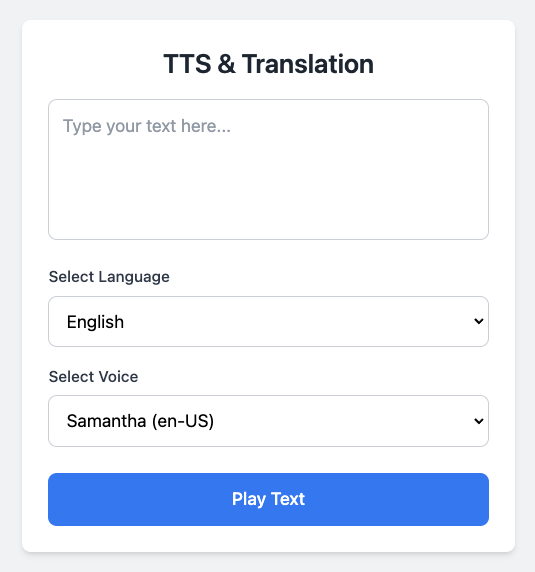 TTS & Translation
Type your text here...
Select Language
English
Select Voice
Samantha (en-US)
Play Text